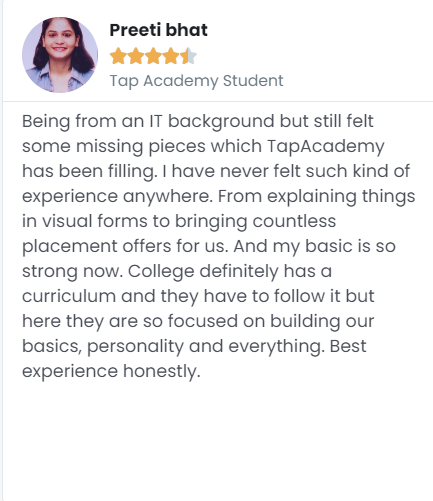 Preeti bhat
Tap Academy Student
Being from an IT background but still felt
some missing pieces which TapAcademy
has been filling. I have never felt such kind of
experience anywhere. From explaining things
in visual forms to bringing countless
placement offers for us. And my basic is so
strong now. College definitely has a
curriculum and they have to follow it but
here they are so focused on building our
basics, personality and everything. Best
experience honestly.